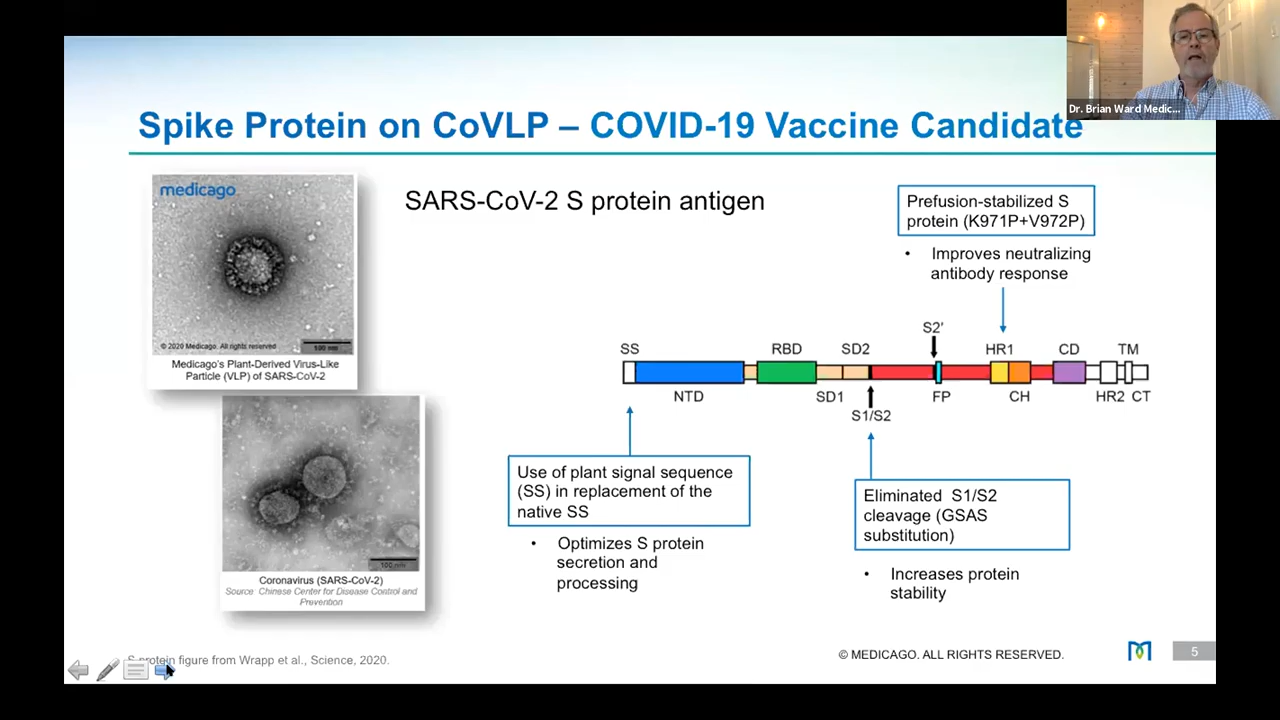 Dr. Brian Ward Medic...
Spike Protein on CoVLP – COVID-19 Vaccine Candidate
medicago
© 2020 Medicago. All rights reserved
100 nm
Medicago's Plant-Derived Virus-Like
Particle (VLP) of SARS-CoV-2
100 nm
Coronavirus (SARS-CoV-2)
Source Chinese Center for Disease Control and
Prevention
SARS-CoV-2 S protein antigen
Prefusion-stabilized S
protein (K971P+V972P)
• Improves neutralizing
antibody response
S2'
SS RBD SD2 HR1 CD TM
NTD SD1 FP CH HR2 CT
S1/S2
Use of plant signal sequence
(SS) in replacement of the
native SS
• Optimizes S protein
secretion and
processing
Eliminated S1/S2
cleavage (GSAS
substitution)
• Increases protein
stability
S protein figure from Wrapp et al., Science, 2020.
© MEDICAGO. ALL RIGHTS RESERVED.
5